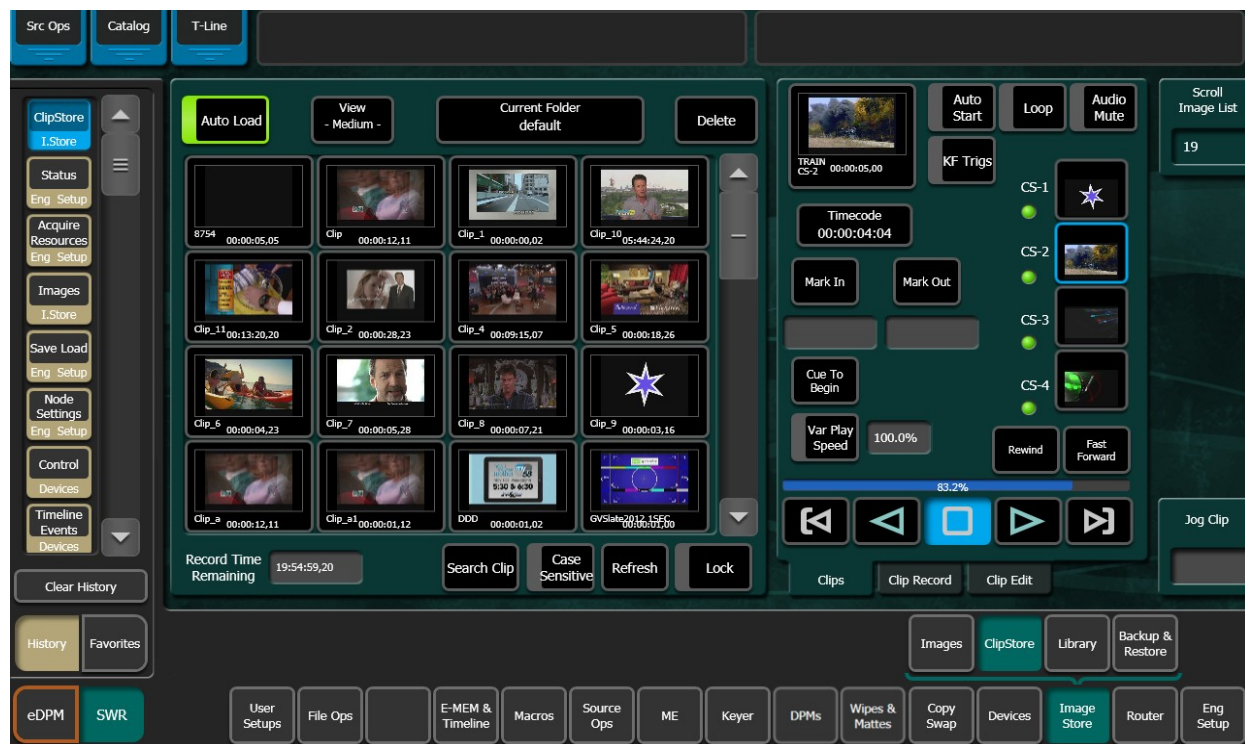 Src Ops
Catalog
T-Line
ClipStore
I.Store
Status
Eng Setup
Acquire
Resources
Eng Setup
Images
I.Store
Save Load
Eng Setup
Node
Settings
Eng Setup
Control
Devices
Timeline
Events
Devices
Clear History
History
Favorites
eDPM
SWR
Auto Load
View
- Medium -
Current Folder
default
Delete
8754 00:00:05,05
Clip 00:00:12,11
Clip_1 00:00:00,02
Clip_10 05:44:24,20
Clip_11 00:13:20,20
Clip_2 00:00:28,23
Clip_4 00:09:15,07
Clip_5 00:00:18,26
Clip_6 00:00:04,23
Clip_7 00:00:05,28
Clip_8 00:00:07,21
Clip_9 00:00:03,16
5:30 & 6:30
Clip_a 00:00:12,11
Clip_a1 00:00:01,12
DDD 00:00:01,02
GVSlate2012_1SEC 00:00:01,00
Record Time
Remaining
19:54:59,20
Search Clip
Case
Sensitive
Refresh
Lock
TRAIN
CS-2 00:00:05,00
Auto
Start
Loop
Audio
Mute
KF Trigs
Timecode
00:00:04:04
Mark In
Mark Out
Cue To
Begin
Var Play
Speed
100.0%
CS-1
CS-2
CS-3
CS-4
Rewind
Fast
Forward
83.2%
Clips
Clip Record
Clip Edit
Scroll
Image List
19
Jog Clip
Images
ClipStore
Library
Backup &
Restore
User
Setups
File Ops
E-MEM &
Timeline
Macros
Source
Ops
ME
Keyer
DPMs
Wipes &
Mattes
Copy
Swap
Devices
Image
Store
Router
Eng
Setup